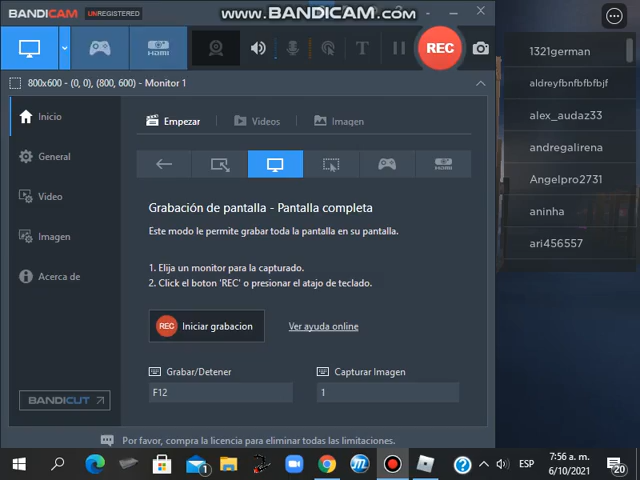 BANDICAM UNREGISTERED
www.BANDICAM.com
HDMI
T
REC
800x600 - (0, 0), (800, 600) - Monitor 1
Inicio
General
Video
Imagen
Acerca de
BANDICUT
Empezar
Videos
Imagen
HDMI
Grabación de pantalla - Pantalla completa
Este modo le permite grabar toda la pantalla en su pantalla.
1. Elija un monitor para la capturado.
2. Click el boton 'REC' or presionar el atajo de teclado.
REC Iniciar grabacion
Ver ayuda online
Grabar/Detener
F12
Capturar Imagen
1
Por favor, compra la licencia para eliminar todas las limitaciones.
1321german
aldreyfbnfbfbfbjf
alex_audaz33
andregalirena
Angelpro2731
aninha
ari456557
1
ESP
7:56 a. m.
6/10/2021
20